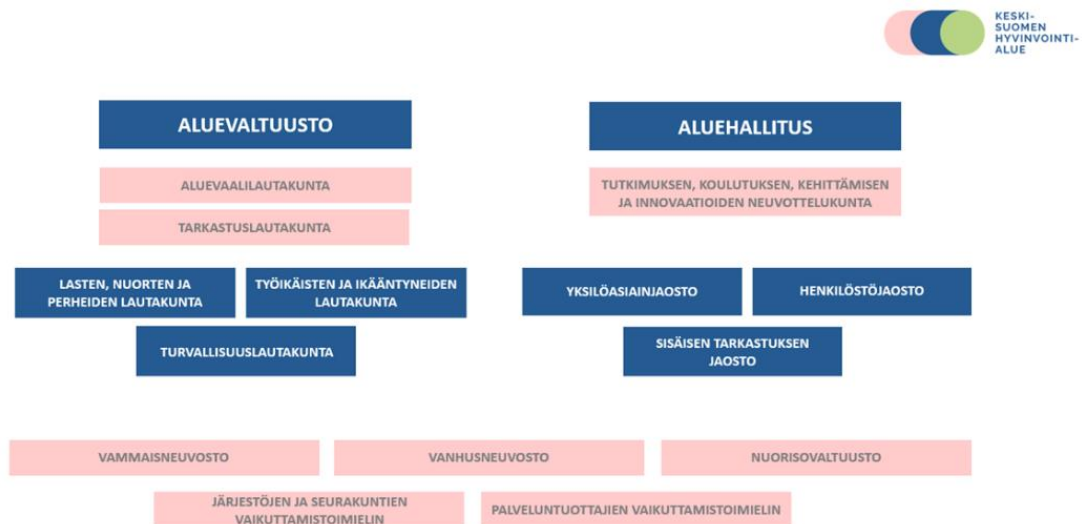 KESKI-
SUOMEN
HYVINVOINTI-
ALUE
ALUEVALTUUSTO
ALUEHALLITUS
ALUEVAALILAUTAKUNTA
TARKASTUSLAUTAKUNTA
TUTKIMUKSEN, KOULUTUKSEN, KEHITTÄMISEN
JA INNOVAATIOIDEN NEUVOTTELUKUNTA
LASTEN, NUORTEN JA
PERHEIDEN LAUTAKUNTA
TYÖIKÄISTEN JA IKÄÄNTYNEIDEN
LAUTAKUNTA
TURVALLISUUSLAUTAKUNTA
YKSILÖASIAINJAOSTO
HENKILÖSTÖJAOSTO
SISÄISEN TARKASTUKSEN
JAOSTO
VAMMAISNEUVOSTO
VANHUSNEUVOSTO
NUORISOVALTUUSTO
JÄRJESTÖJEN JA SEURAKUNTIEN
VAIKUTTAMISTOIMIELIN
PALVELUNTUOTTAJIEN VAIKUTTAMISTOIMIELIN